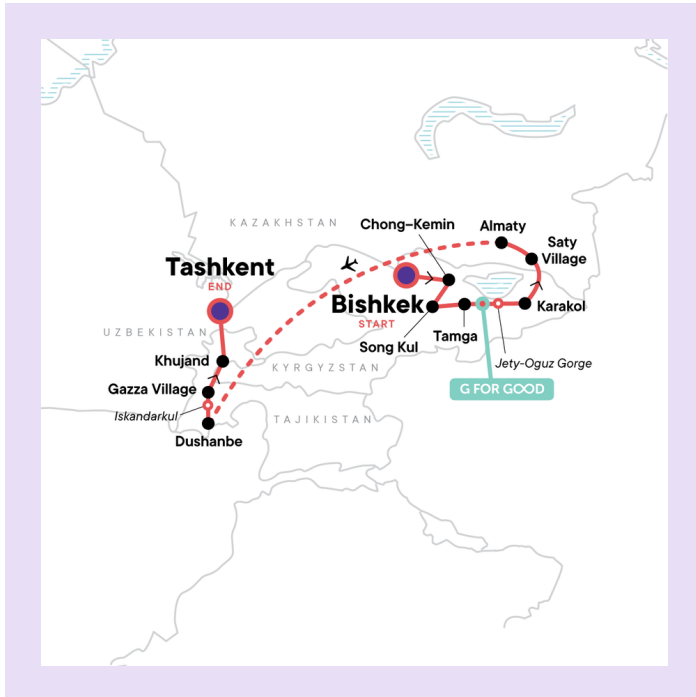 KAZAKHSTAN
Chong–Kemin
Almaty
Saty
Village
Tashkent
END
Bishkek
START
Karakol
UZBEKISTAN
Tamga
Song Kul
Khujand
KYRGYZSTAN
Jety-Oguz Gorge
Gazza Village
G FOR GOOD
Iskandarkul
TAJIKISTAN
Dushanbe